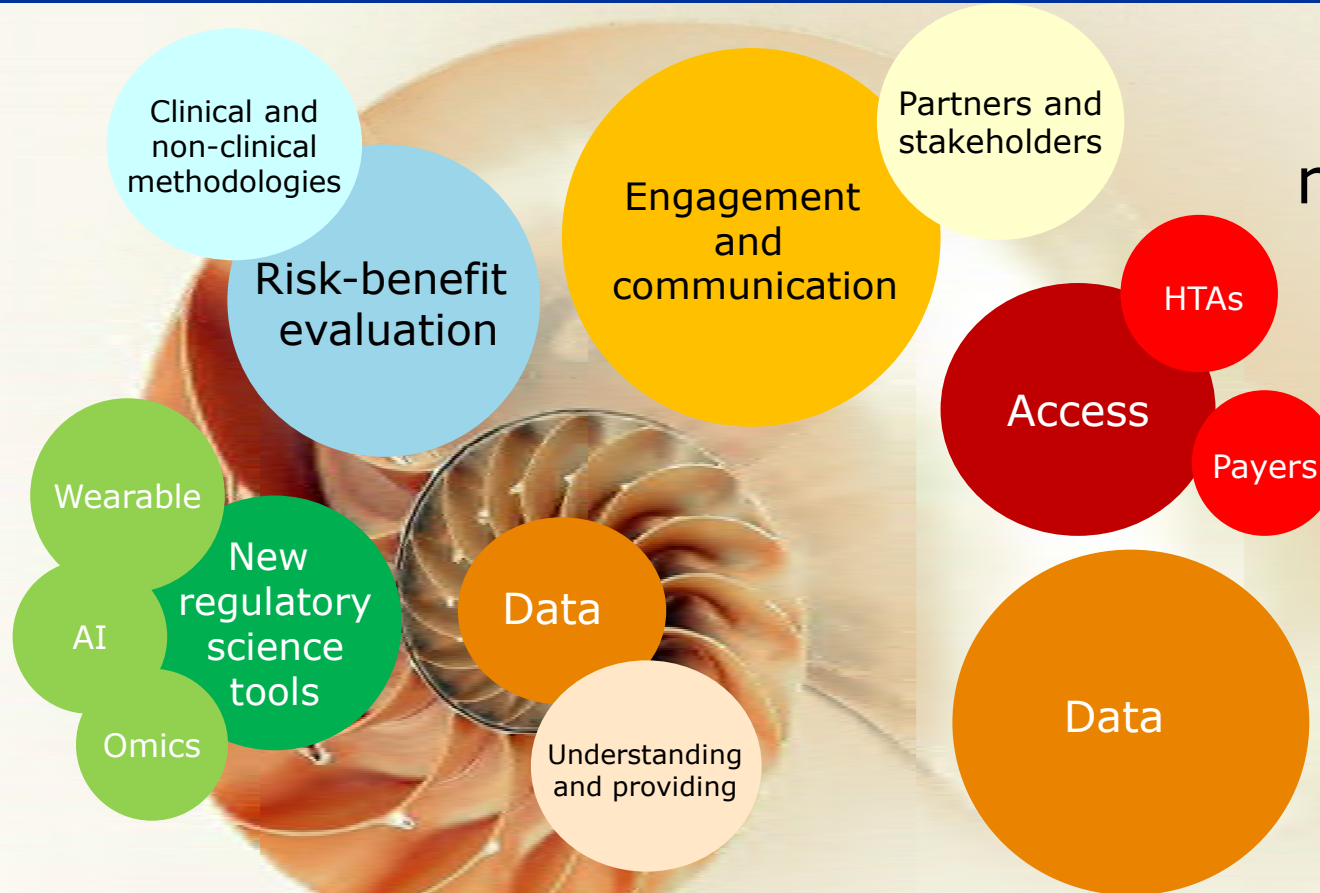 Clinical and
non-clinical
methodologies
Risk-benefit
evaluation
Engagement
and
communication
Partners and
stakeholders
HTAs
Access
Payers
Wearable
AI
Omics
New
regulatory
science
tools
Data
Understanding
and providing
Data